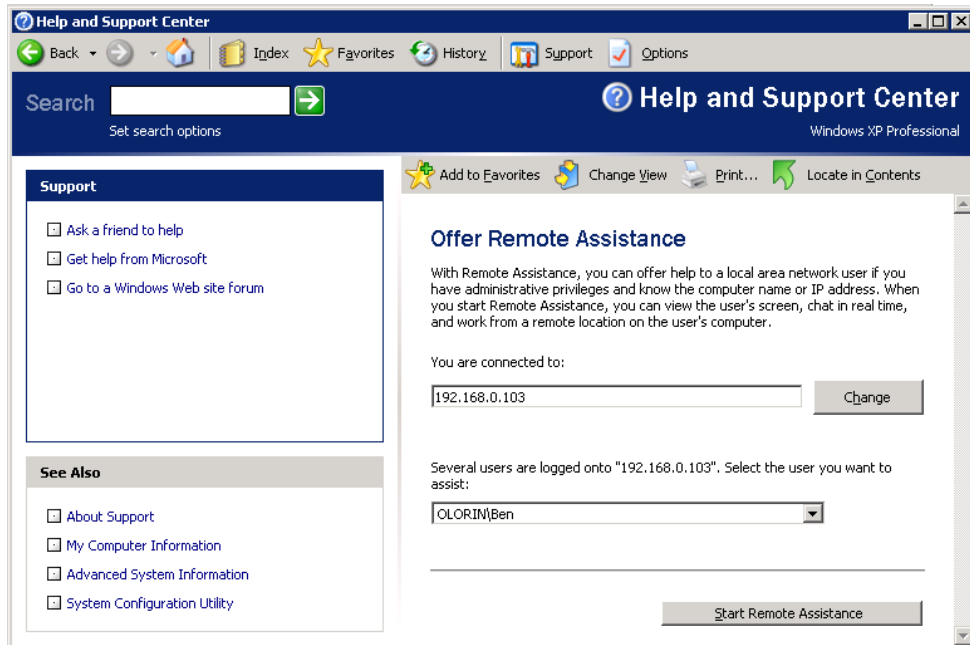 Help and Support Center
Back Index Favorites History Support Options
Search
Set search options
Help and Support Center
Windows XP Professional
Support
Ask a friend to help
Get help from Microsoft
Go to a Windows Web site forum
See Also
About Support
My Computer Information
Advanced System Information
System Configuration Utility
Add to Favorites Change View Print... Locate in Contents
Offer Remote Assistance
With Remote Assistance, you can offer help to a local area network user if you
have administrative privileges and know the computer name or IP address. When
you start Remote Assistance, you can view the user's screen, chat in real time,
and work from a remote location on the user's computer.
You are connected to:
192.168.0.103
Change
Several users are logged onto "192.168.0.103". Select the user you want to
assist:
OLORIN\Ben
Start Remote Assistance